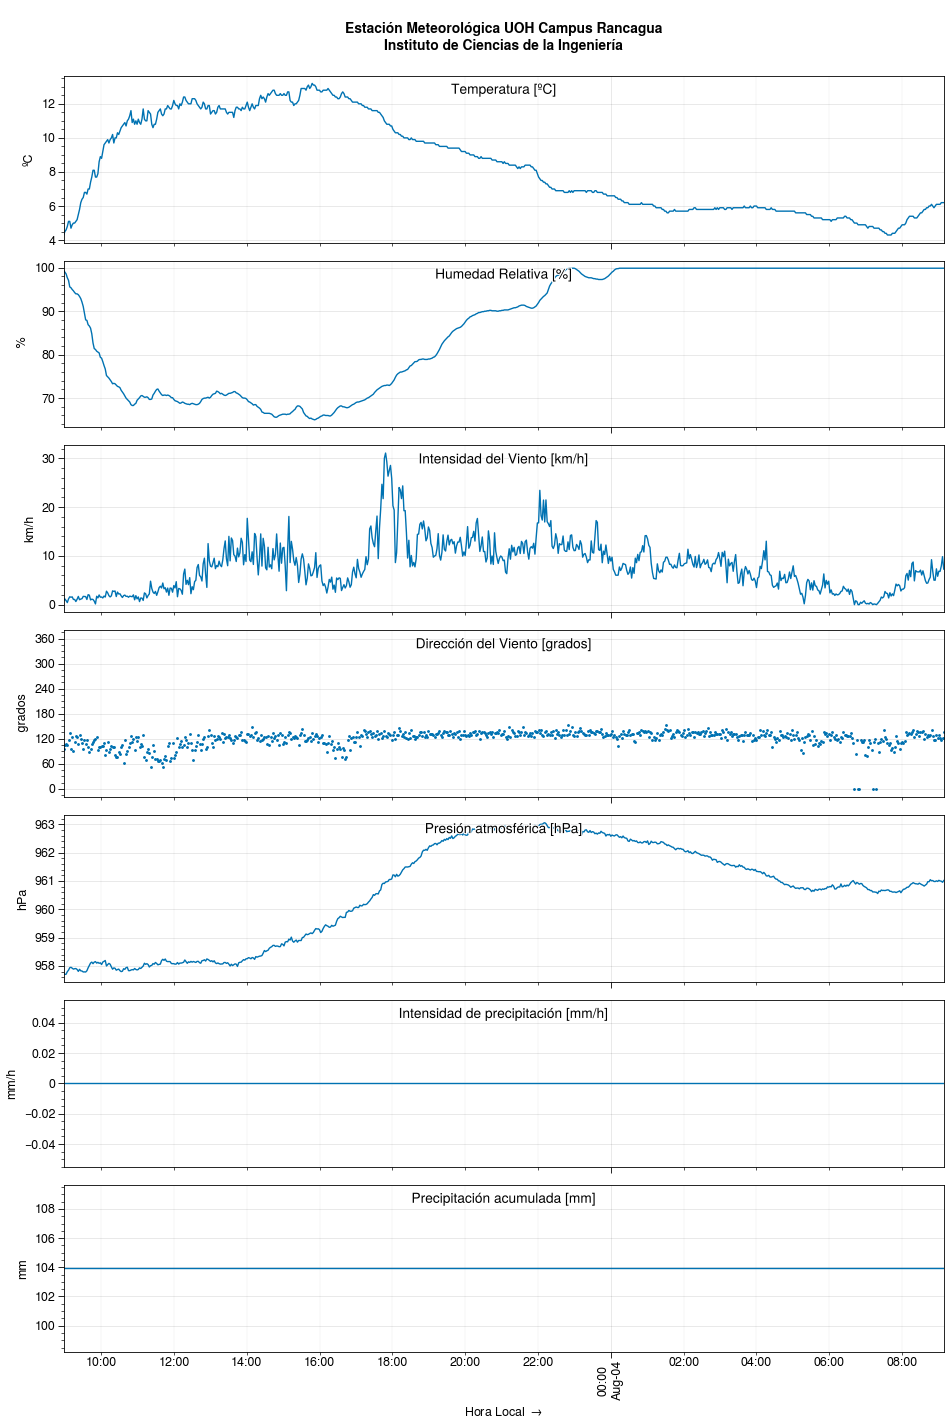 Estación Meteorológica UOH Campus Rancagua
Instituto de Ciencias de la Ingeniería
Temperatura [ºC]
ºC
12
10
8
6
4
Humedad Relativa [%]
%
100
90
80
70
Intensidad del Viento [km/h]
km/h
30
20
10
0
Dirección del Viento [grados]
grados
360
300
240
180
120
60
0
Presión atmosférica [hPa]
hPa
963
962
961
960
959
958
Intensidad de precipitación [mm/h]
mm/h
0.04
0.02
0
−0.02
−0.04
Precipitación acumulada [mm]
mm
108
106
104
102
100
10:00 12:00 14:00 16:00 18:00 20:00 22:00 00:00 02:00 04:00 06:00 08:00
Aug-04
Hora Local →